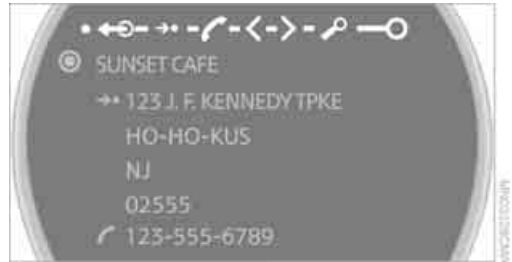 SUNSET CAFE
123 J. F. KENNEDY TPKE
HO-HO-KUS
NJ
02555
123-555-6789